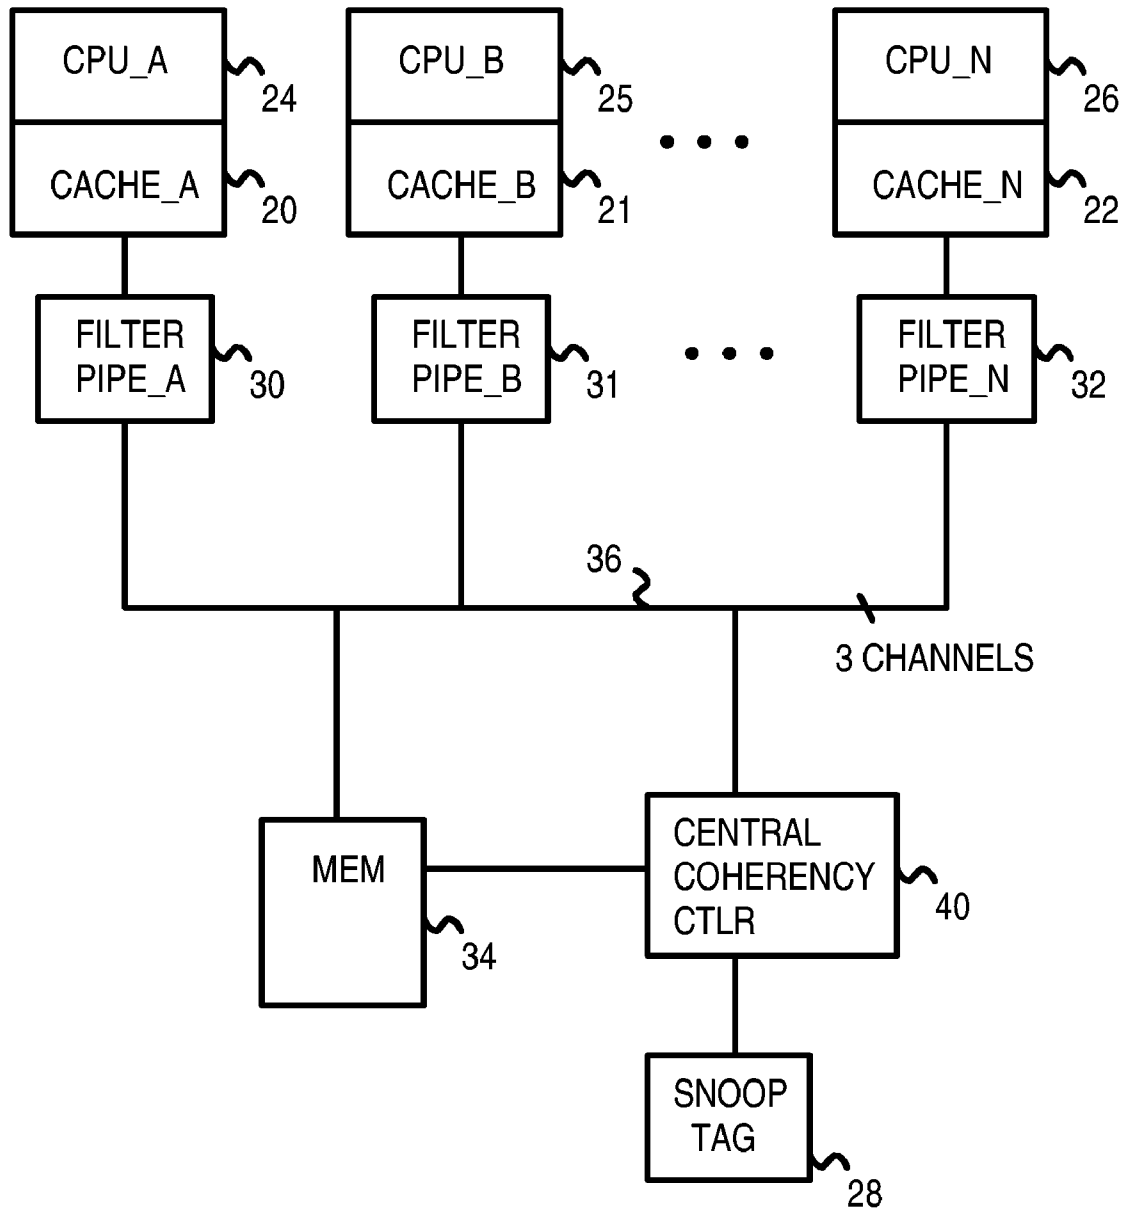 CPU_A
24
CPU_B
25
CPU_N
26
CACHE_A
20
CACHE_B
21
CACHE_N
22
FILTER
PIPE_A
30
FILTER
PIPE_B
31
FILTER
PIPE_N
32
36
3 CHANNELS
MEM
34
CENTRAL
COHERENCY
CTLR
40
SNOOP
TAG
28